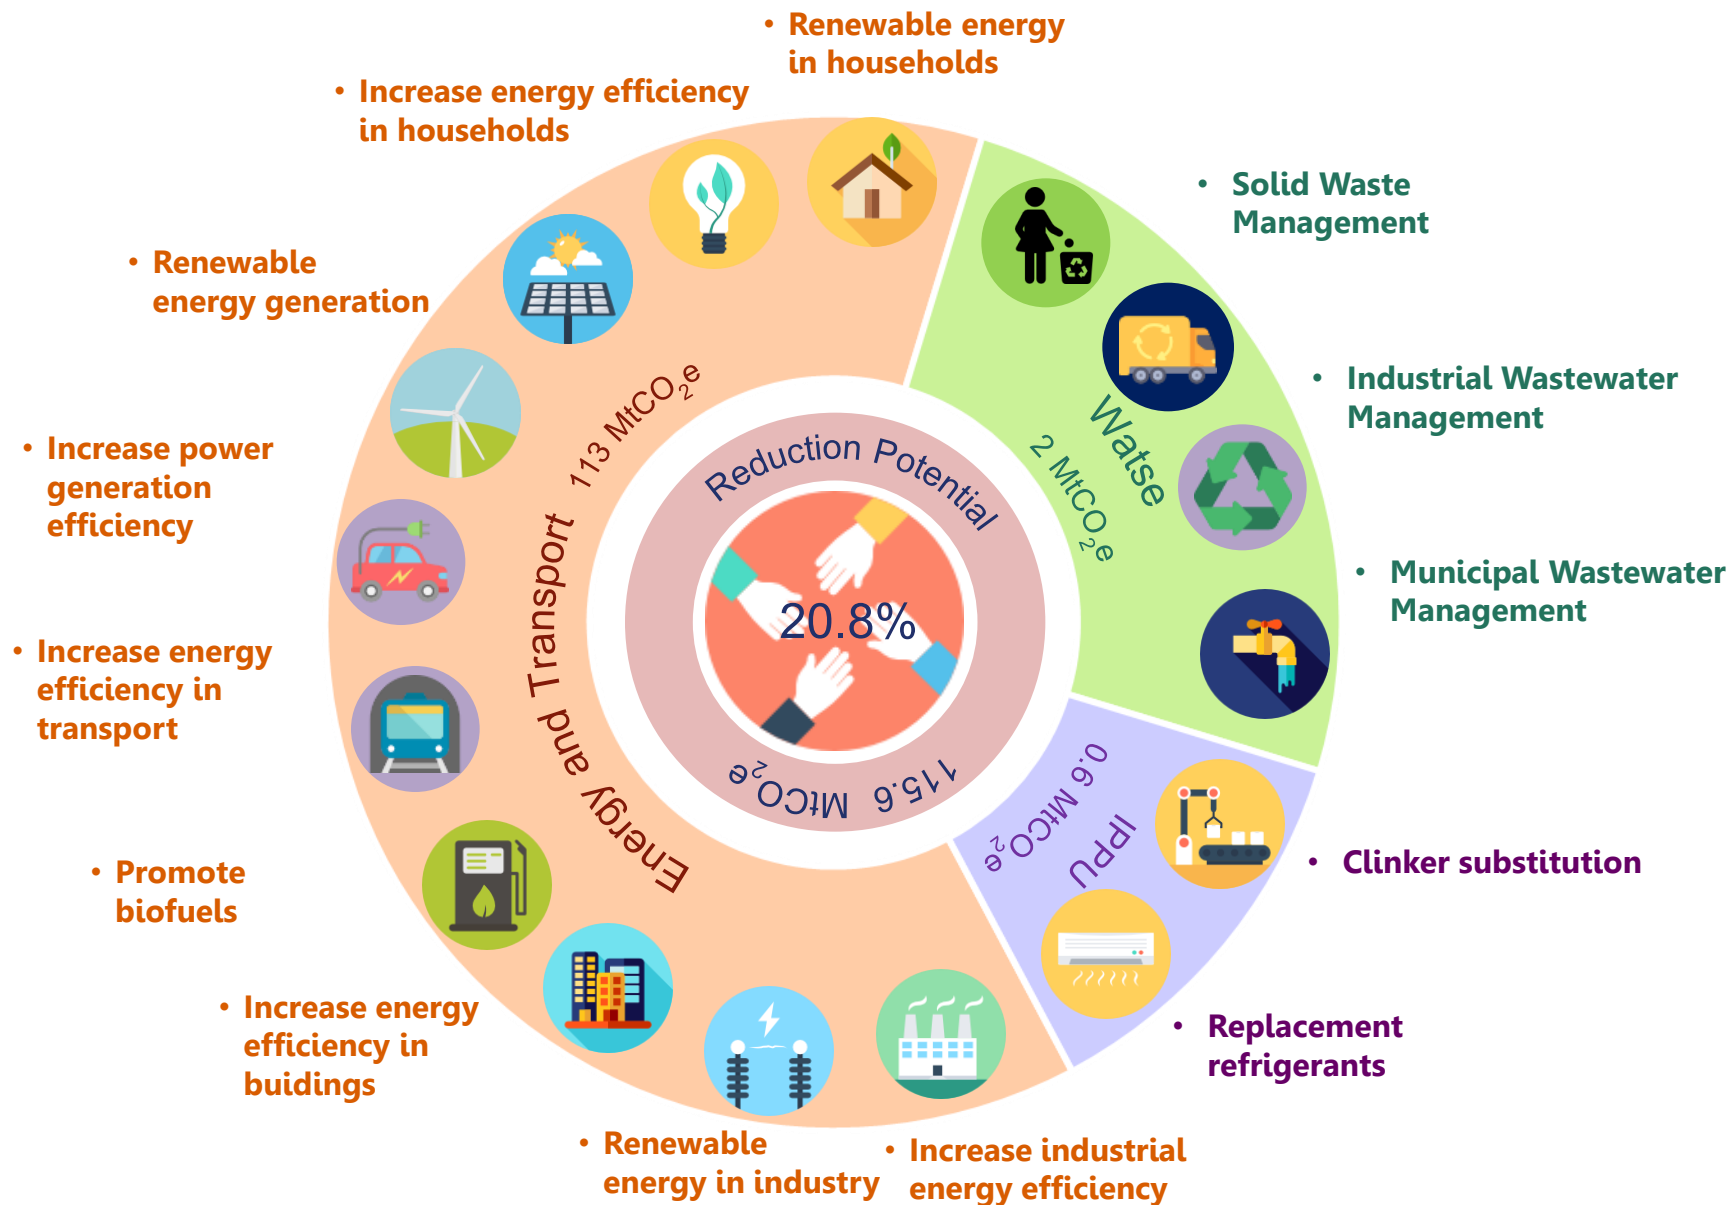 • Renewable energy
in households
• Increase energy efficiency
in households
• Renewable
energy generation
• Increase power
generation
efficiency
• Increase energy
efficiency in
transport
• Promote
biofuels
• Increase energy
efficiency in
buidings
• Renewable
energy in industry
• Increase industrial
energy efficiency
• Solid Waste
Management
• Industrial Wastewater
Management
• Municipal Wastewater
Management
• Clinker substitution
• Replacement
refrigerants
Energy and Transport
113 MtCO₂e
Watse
2 MtCO₂e
IPPU
0.6 MtCO₂e
Reduction Potential
20.8%
115.6 MtCO₂e